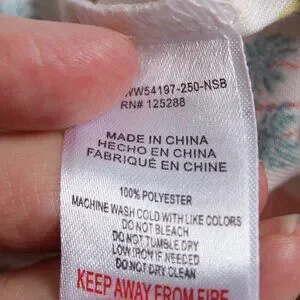 WW54197-250-NSB
RN# 125288
MADE IN CHINA
HECHO EN CHINA
FABRIQUÉ EN CHINE
100% POLYESTER
MACHINE WASH COLD WITH LIKE COLORS
DO NOT BLEACH
DO NOT TUMBLE DRY
LOW IRON IF NEEDED
DO NOT DRY CLEAN
KEEP AWAY FROM FIRE